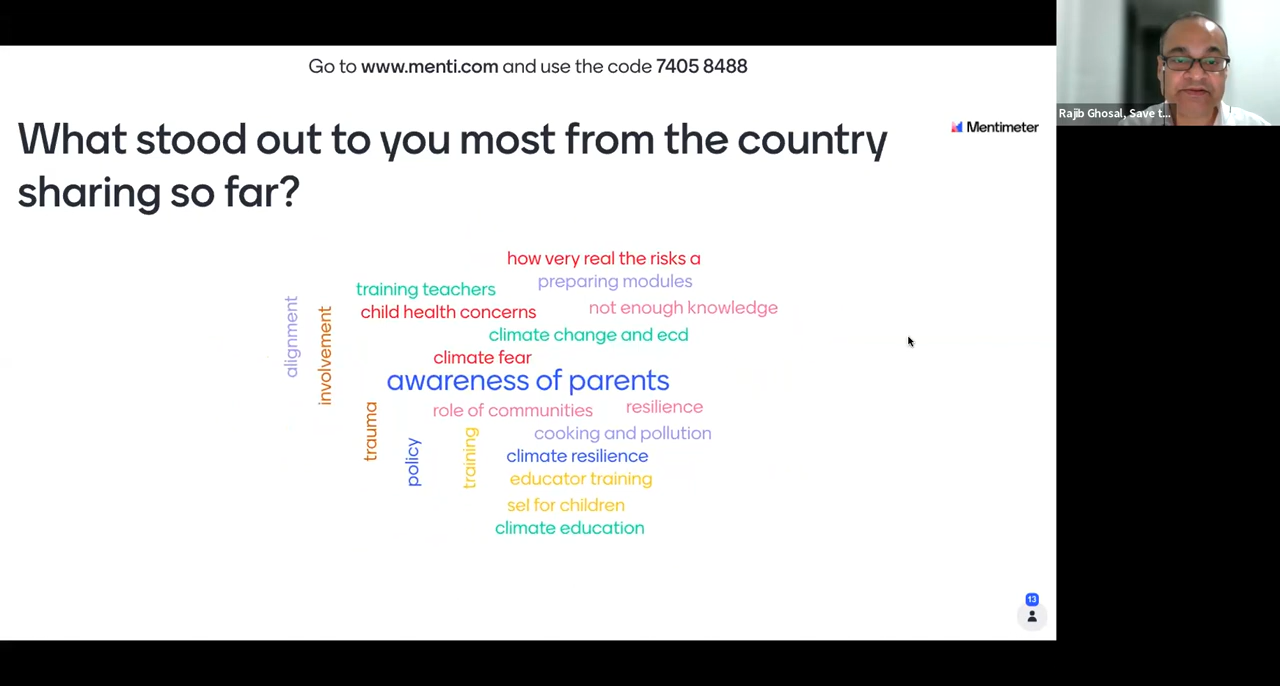 Go to www.menti.com and use the code 7405 8488
What stood out to you most from the country
sharing so far?
Mentimeter
Rajib Ghosal, Save t...
how very real the risks a
preparing modules
training teachers
not enough knowledge
child health concerns
alignment
involvement
climate change and ecd
climate fear
awareness of parents
role of communities
resilience
trauma
policy
training
cooking and pollution
climate resilience
educator training
sel for children
climate education
13